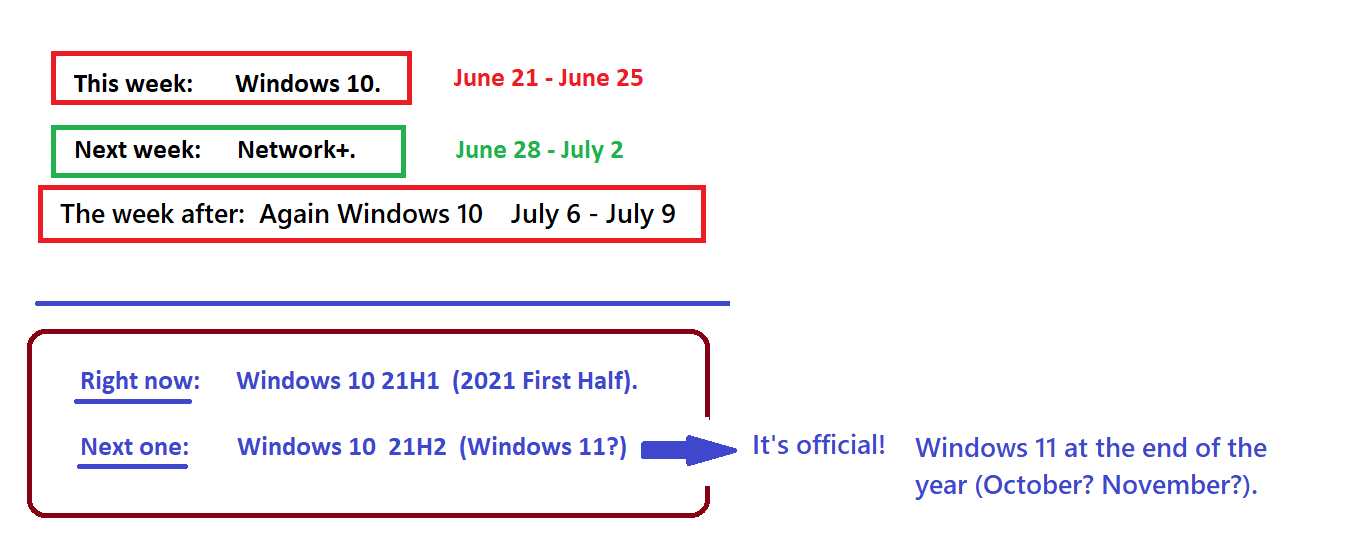 This week: Windows 10. June 21 - June 25
Next week: Network+. June 28 - July 2
The week after: Again Windows 10 July 6 - July 9
Right now: Windows 10 21H1 (2021 First Half).
Next one: Windows 10 21H2 (Windows 11?) It's official! Windows 11 at the end of the
year (October? November?).